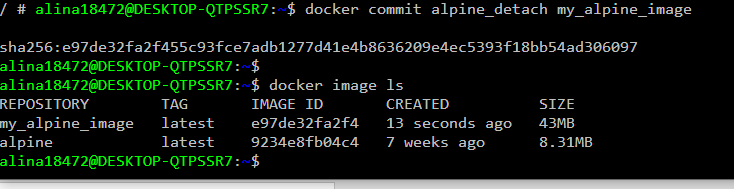 / # alina18472@DESKTOP-QTPSSR7:~$ docker commit alpine_detach my_alpine_image
sha256:e97de32fa2f455c93fce7adb1277d41e4b8636209e4ec5393f18bb54ad306097
alina18472@DESKTOP-QTPSSR7:~$
alina18472@DESKTOP-QTPSSR7:~$ docker image ls
REPOSITORY TAG IMAGE ID CREATED SIZE
my_alpine_image latest e97de32fa2f4 13 seconds ago 43MB
alpine latest 9234e8fb04c4 7 weeks ago 8.31MB
alina18472@DESKTOP-QTPSSR7:~$